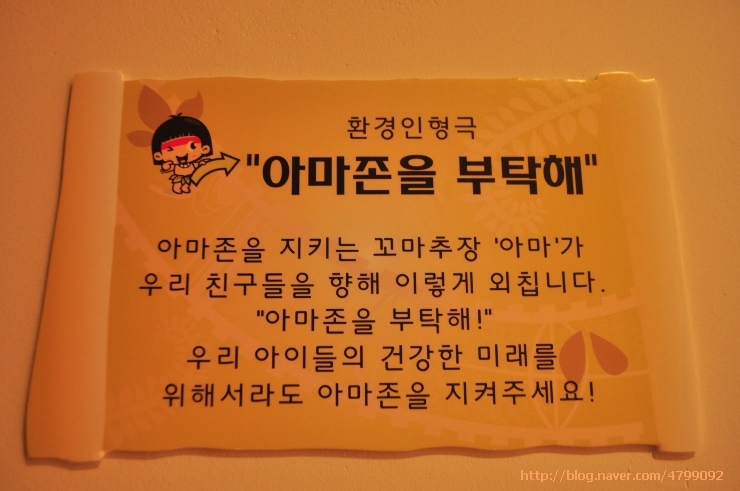 환경인형극
"아마존을 부탁해"
아마존을 지키는 꼬마추장 '아마'가
우리 친구들을 향해 이렇게 외칩니다.
"아마존을 부탁해!"
우리 아이들의 건강한 미래를
위해서라도 아마존을 지켜주세요!
http://blog.naver.com/4799092